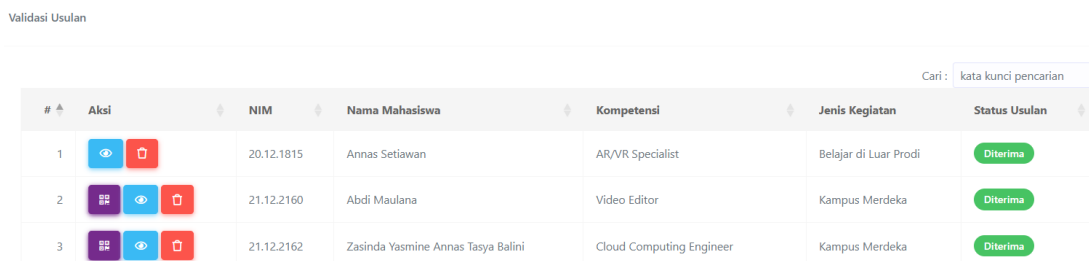 Validasi Usulan
Cari : kata kunci pencarian
# Aksi NIM Nama Mahasiswa Kompetensi Jenis Kegiatan Status Usulan
1 20.12.1815 Annas Setiawan AR/VR Specialist Belajar di Luar Prodi Diterima
2 21.12.2160 Abdi Maulana Video Editor Kampus Merdeka Diterima
3 21.12.2162 Zasinda Yasmine Annas Tasya Balini Cloud Computing Engineer Kampus Merdeka Diterima